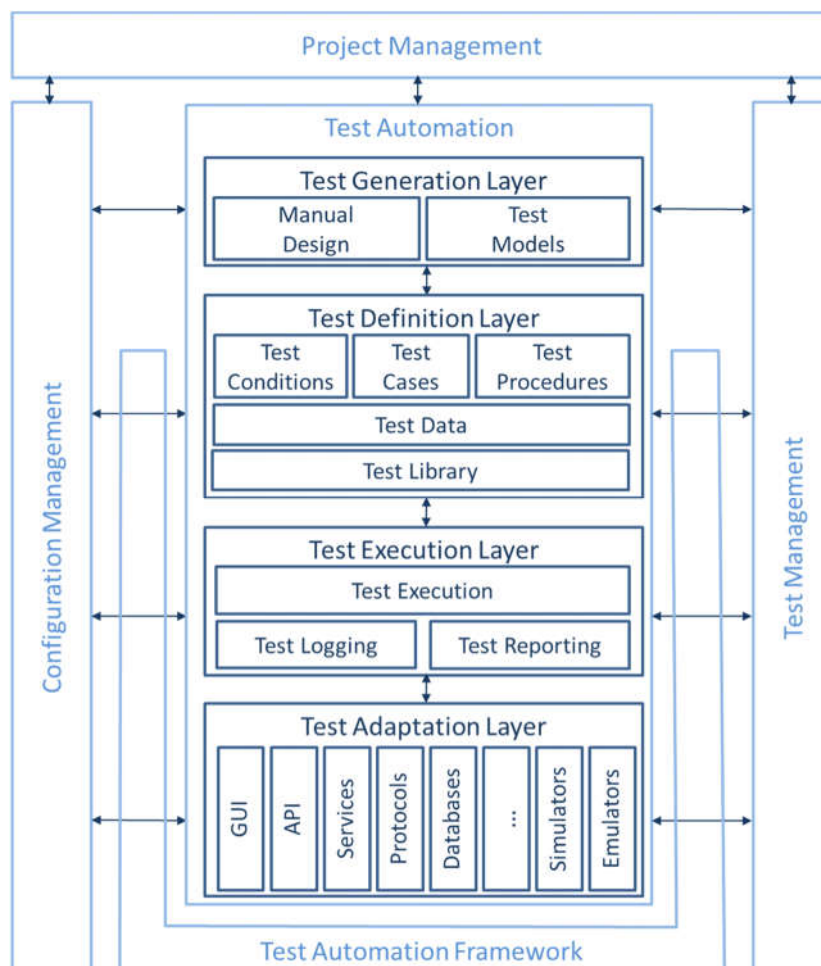 Project Management
Test Automation
Test Generation Layer
Manual
Design
Test
Models
Test Definition Layer
Test
Conditions
Test
Cases
Test
Procedures
Test Data
Test Library
Test Execution Layer
Test Execution
Test Logging
Test Reporting
Test Adaptation Layer
GUI
API
Services
Protocols
Databases
...
Simulators
Emulators
Configuration Management
Test Management
Test Automation Framework